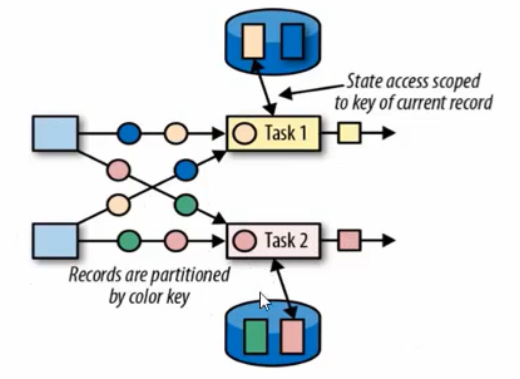 State access scoped
to key of current record
Task 1
Task 2
Records are partitioned
by color key